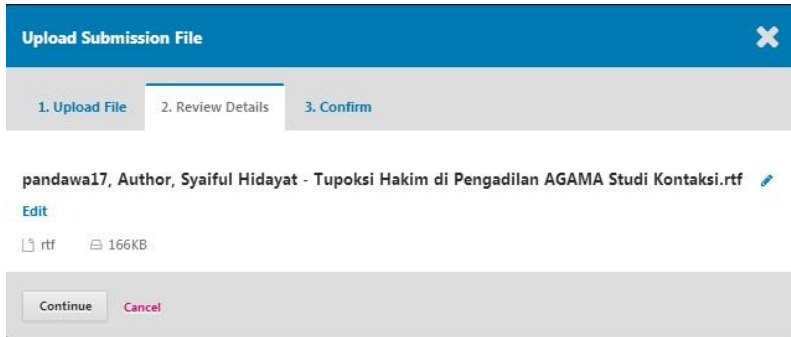 Upload Submission File
1. Upload File 2. Review Details 3. Confirm
pandawa17, Author, Syaiful Hidayat - Tupoksi Hakim di Pengadilan AGAMA Studi Kontaksi.rtf
Edit
rtf 166KB
Continue Cancel